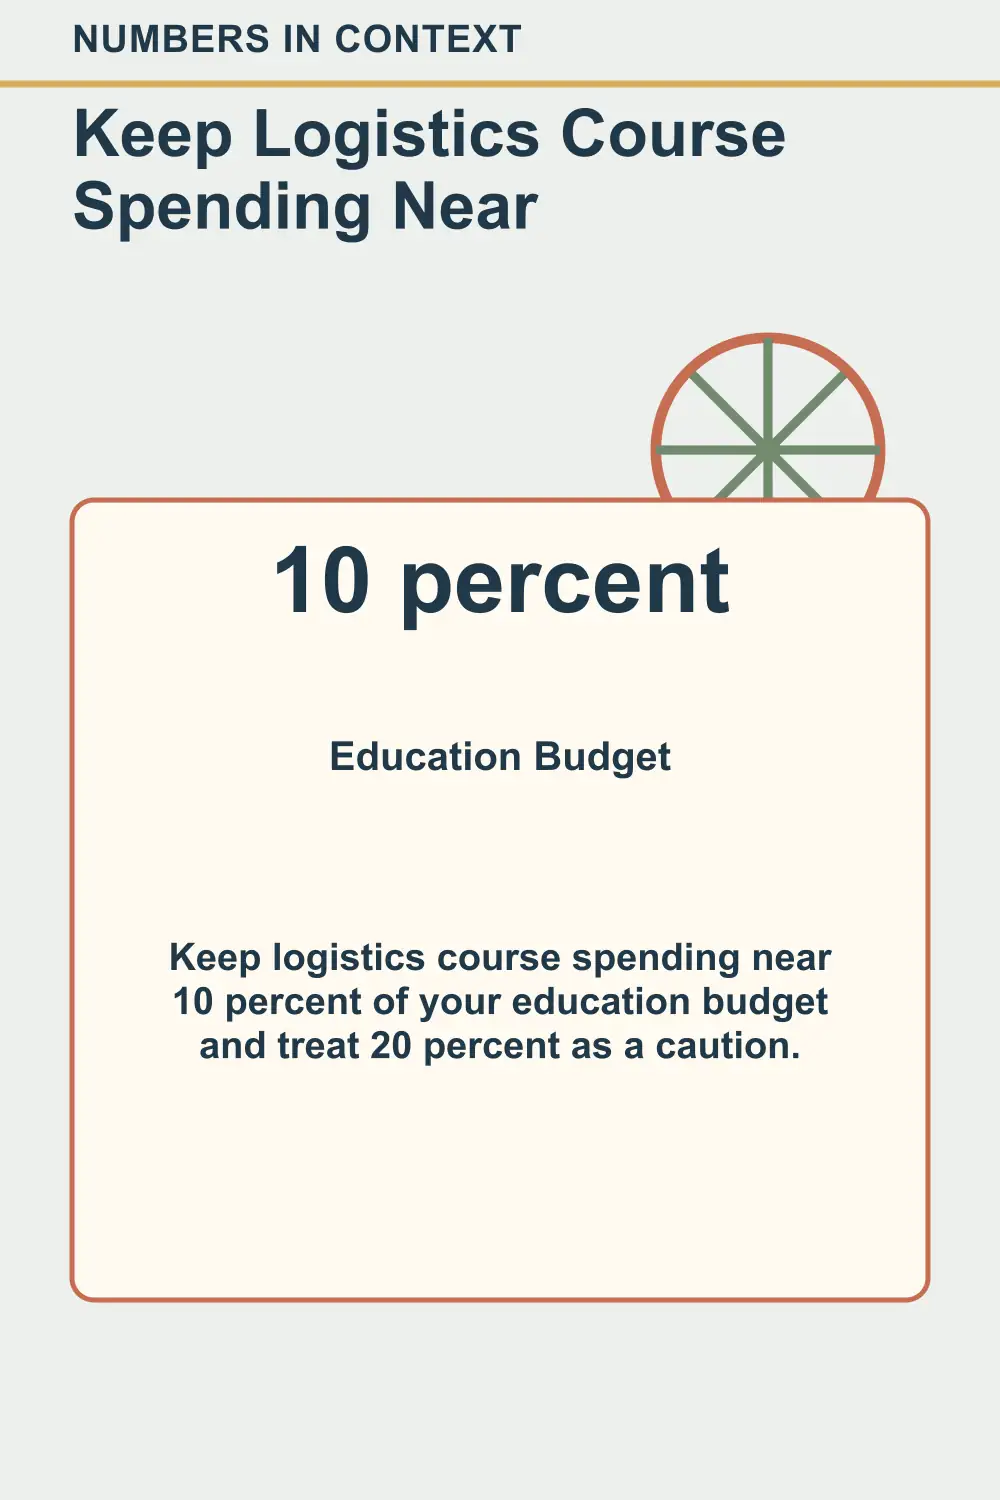 NUMBERS IN CONTEXT
Keep Logistics Course
Spending Near
10 percent
Education Budget
Keep logistics course spending near
10 percent of your education budget
and treat 20 percent as a caution.